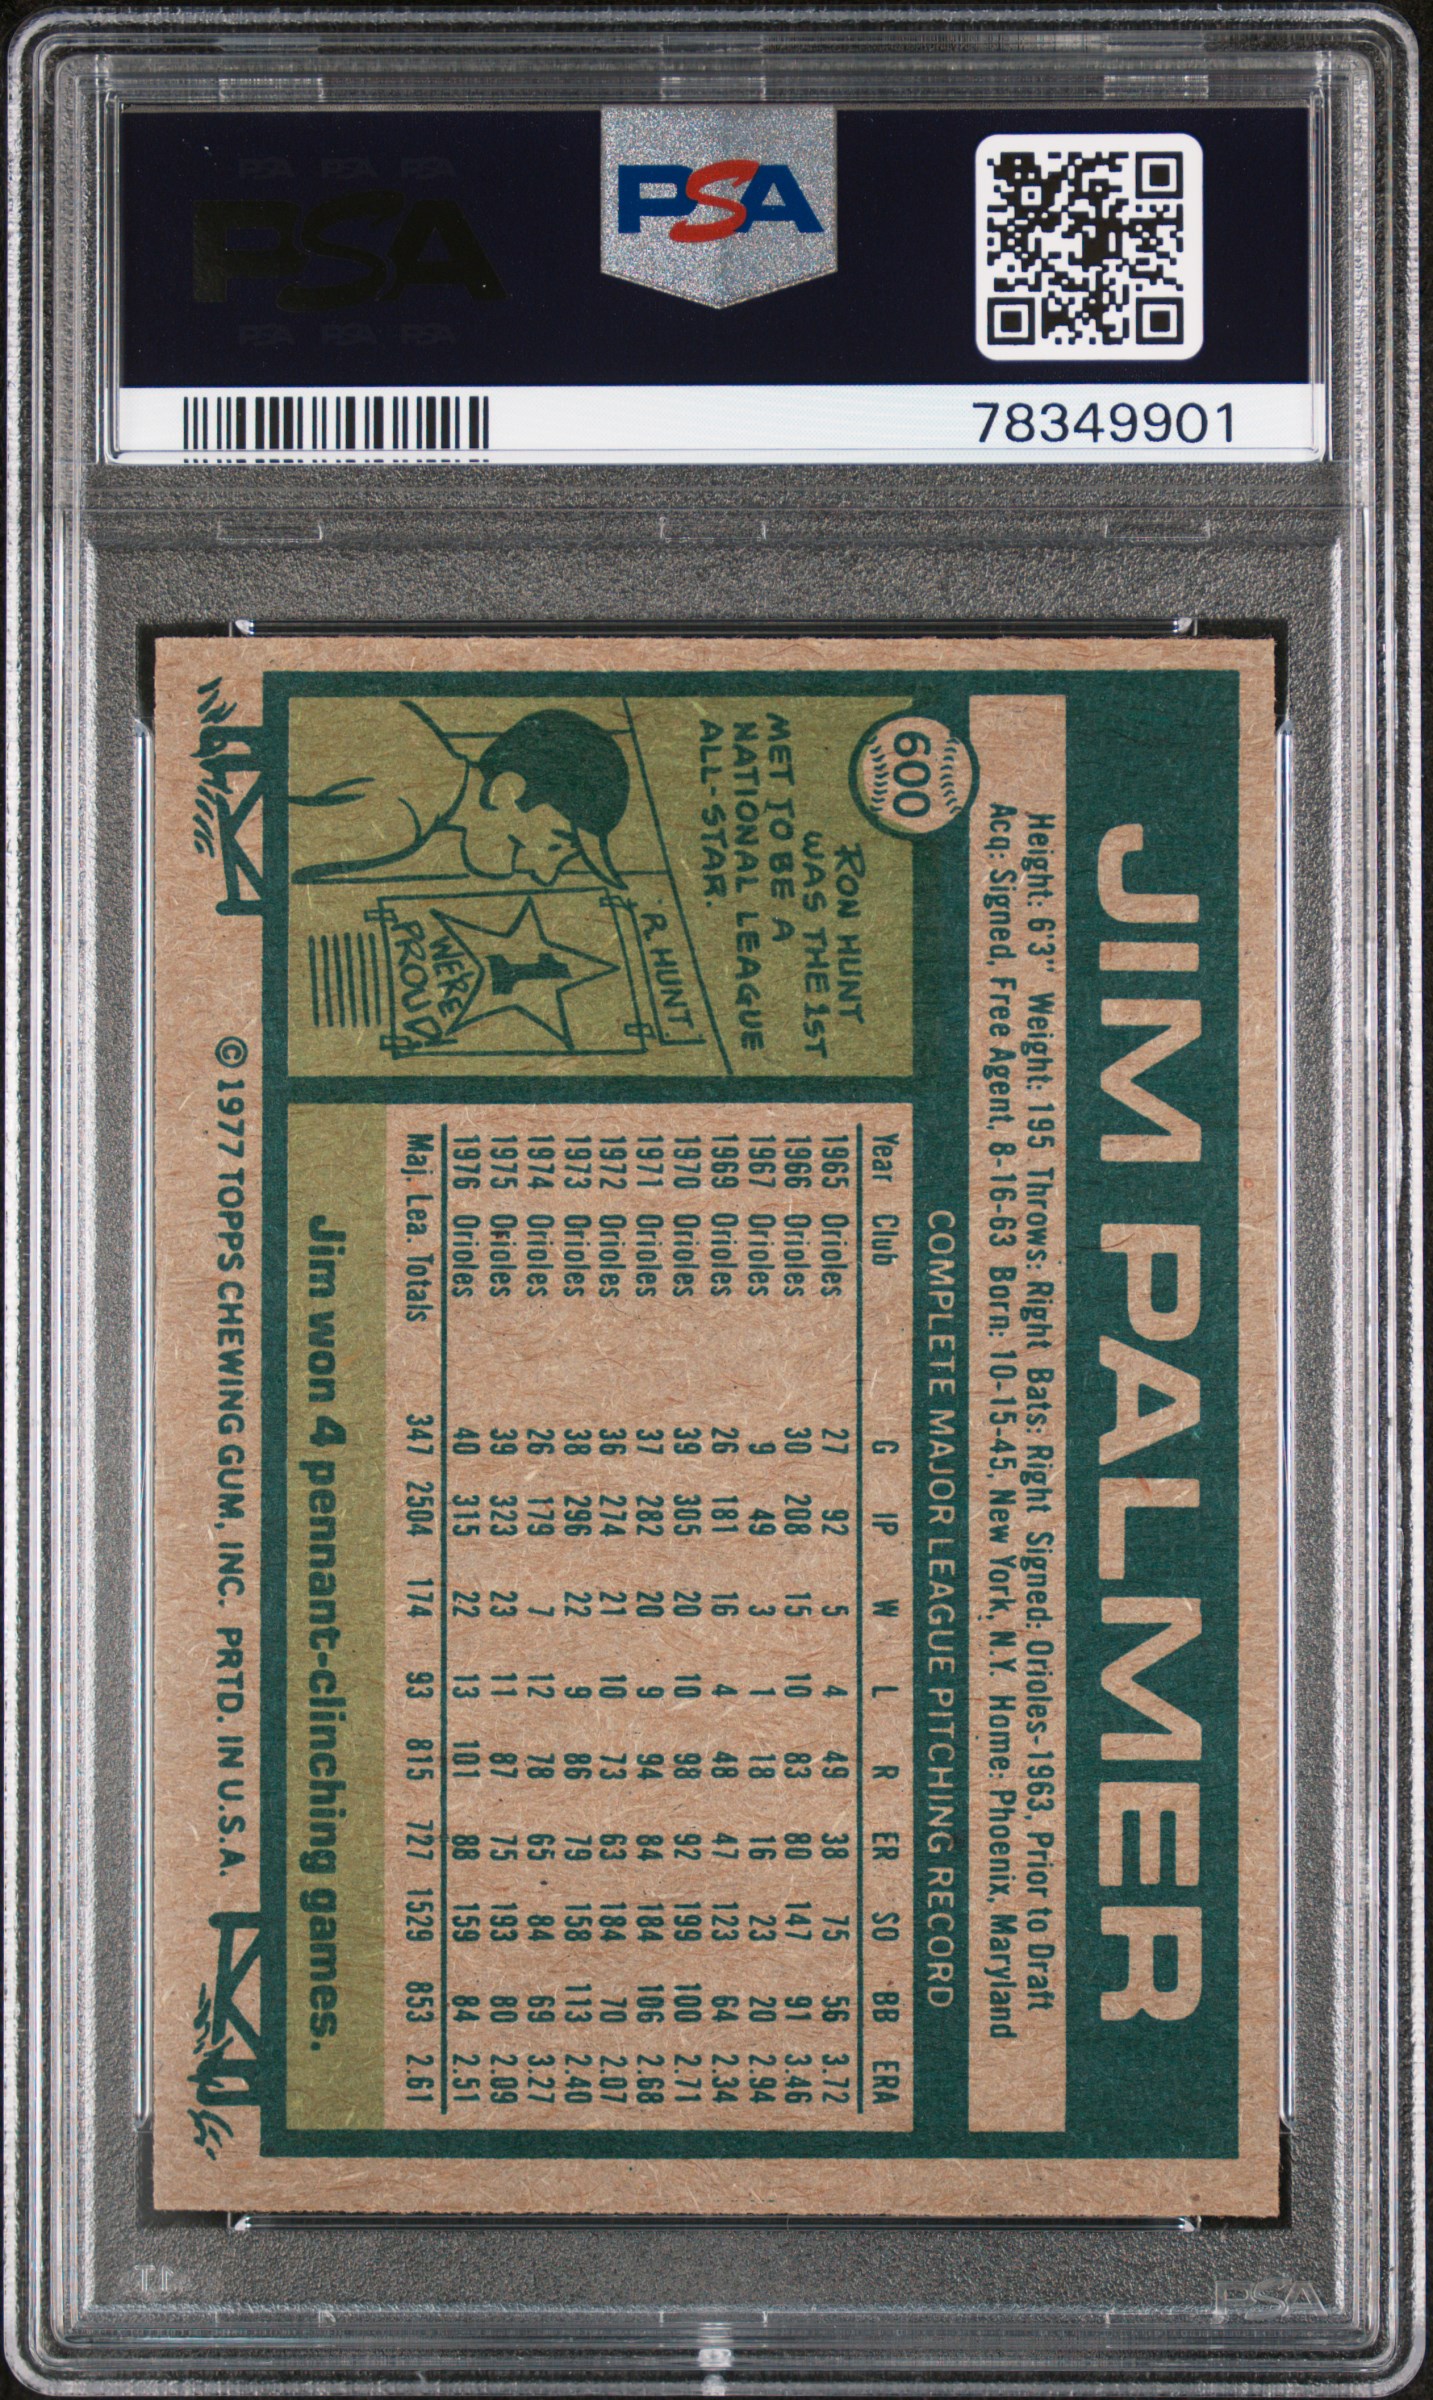 PSA PSA PSA
PSA
PSA PSA PSA
PSA
78349901
JIM PALMER
Height: 6'3" Weight: 195 Throws: Right Bats: Right Signed: Orioles-1963, Prior to Draft
Acq: Signed, Free Agent, 8-16-63 Born: 10-15-45, New York, N.Y. Home: Phoenix, Maryland
600
RON HUNT
WAS THE 1ST
MET TO BE A
NATIONAL LEAGUE
ALL-STAR.
R. HUNT
1
WE'RE
PROUD
COMPLETE MAJOR LEAGUE PITCHING RECORD
Year Club G IP W L R ER SO BB ERA
1965 Orioles 27 92 5 4 49 38 75 56 3.72
1966 Orioles 30 208 15 10 83 80 147 91 3.46
1967 Orioles 9 49 3 1 18 16 23 20 2.94
1969 Orioles 26 181 16 4 48 47 123 64 2.34
1970 Orioles 39 305 20 10 98 92 199 100 2.71
1971 Orioles 37 282 20 9 94 84 184 106 2.68
1972 Orioles 36 274 21 10 73 63 184 70 2.07
1973 Orioles 38 296 22 9 86 79 158 113 2.40
1974 Orioles 26 179 7 12 78 65 84 69 3.27
1975 Orioles 39 323 23 11 87 75 193 80 2.09
1976 Orioles 40 315 22 13 101 88 159 84 2.51
Maj. Lea. Totals 347 2504 174 93 815 727 1529 853 2.61
Jim won 4 pennant-clinching games.
© 1977 TOPPS CHEWING GUM, INC. PRTD. IN U.S.A.
PSA